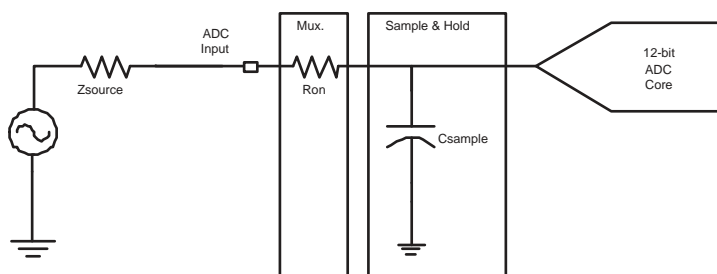 Mux.
Sample & Hold
ADC
Input
12-bit
ADC
Core
Zsource
Ron
Csample